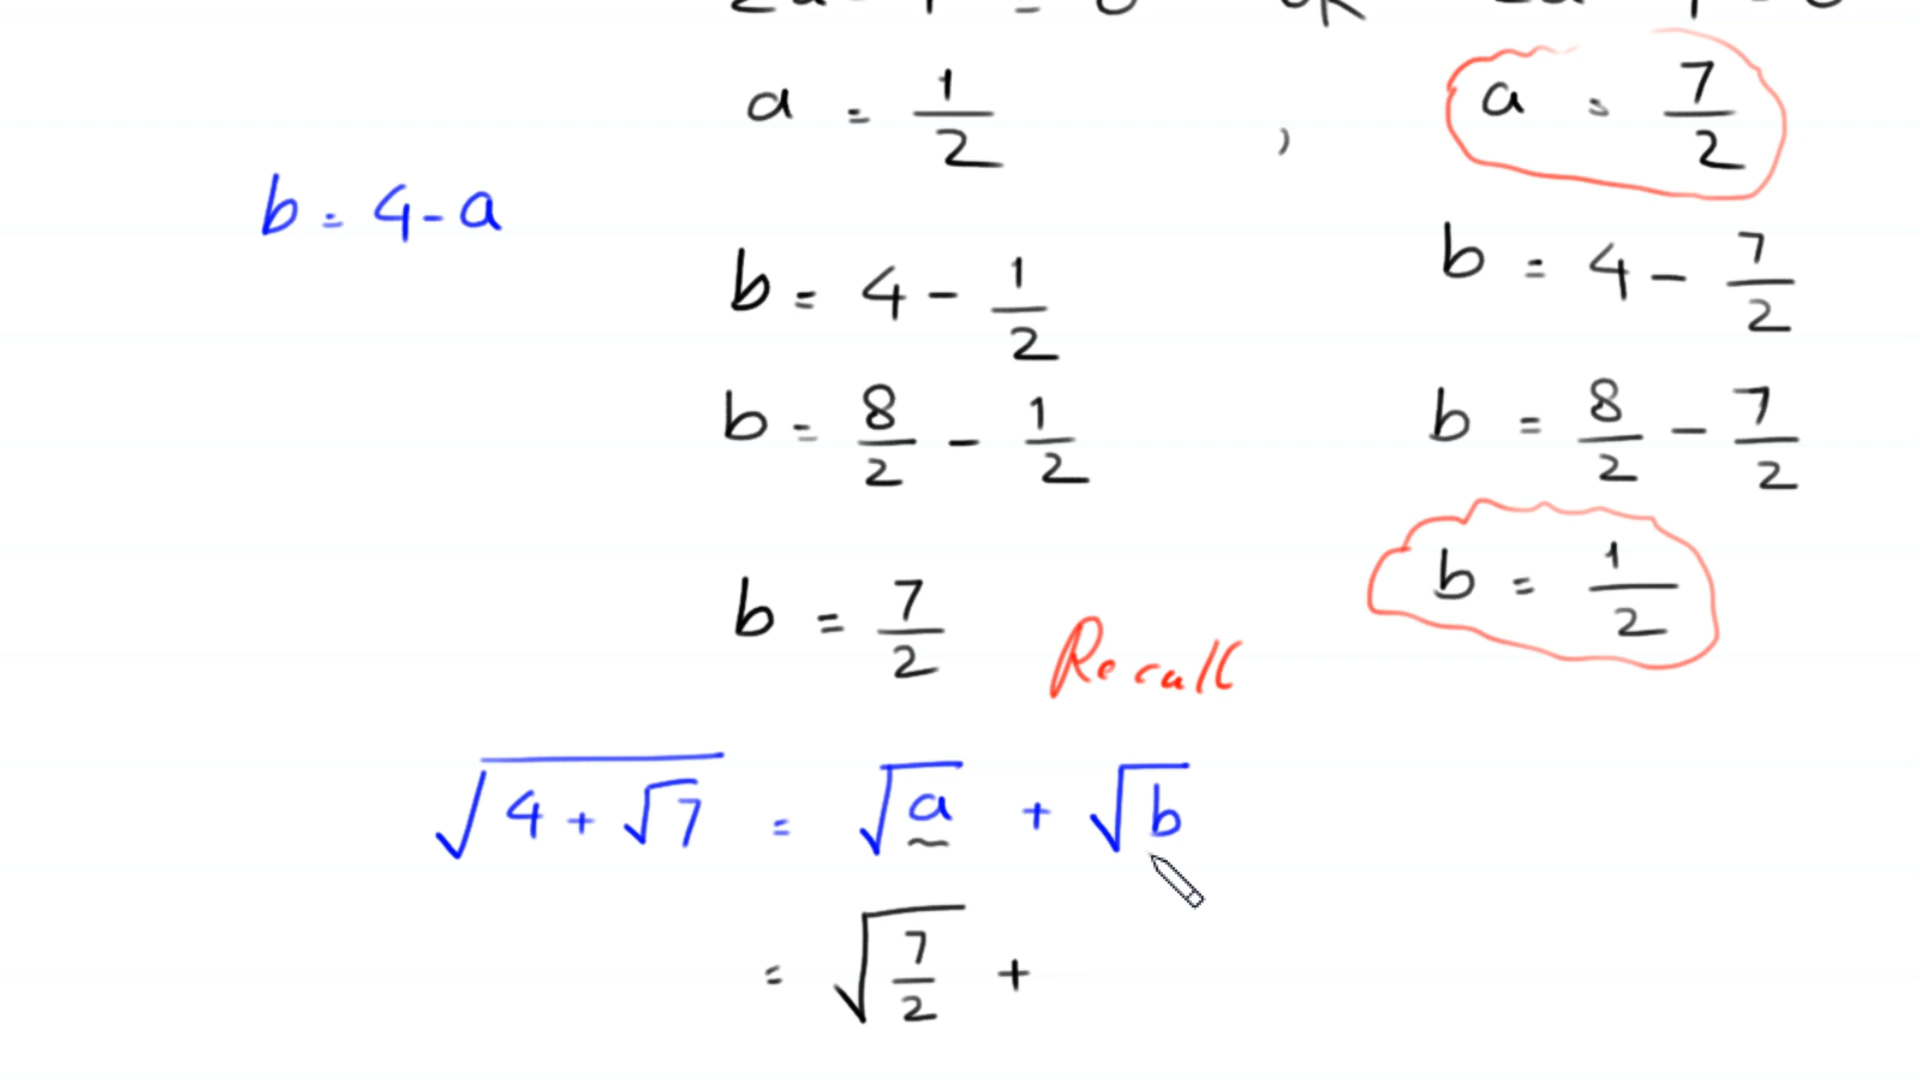 a = 1/2 , a = 7/2
b = 4 - a
b = 4 - 1/2 b = 4 - 7/2
b = 8/2 - 1/2 b = 8/2 - 7/2
b = 7/2 b = 1/2
Recall
√(4 + √7) = √a + √b
= √(7/2) +